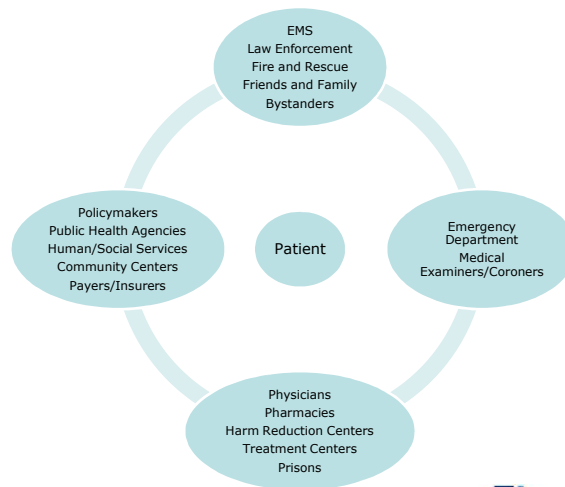 EMS
Law Enforcement
Fire and Rescue
Friends and Family
Bystanders
Policymakers
Public Health Agencies
Human/Social Services
Community Centers
Payers/Insurers
Patient
Emergency
Department
Medical
Examiners/Coroners
Physicians
Pharmacies
Harm Reduction Centers
Treatment Centers
Prisons